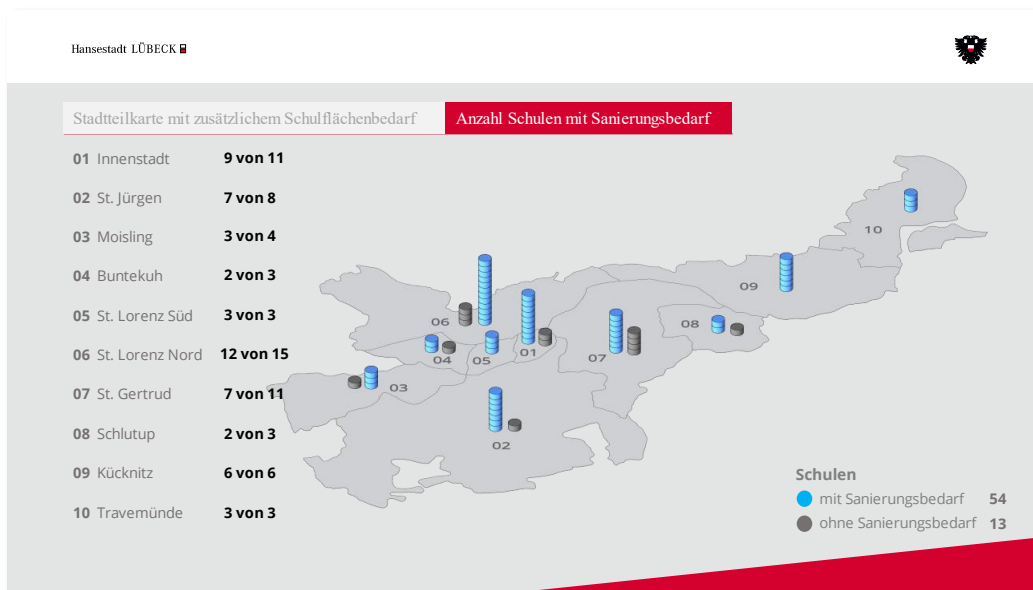 Hansestadt LÜBECK
Stadtteilkarte mit zusätzlichem Schulflächenbedarf
Anzahl Schulen mit Sanierungsbedarf
01 Innenstadt 9 von 11
02 St. Jürgen 7 von 8
03 Moisling 3 von 4
04 Buntekuh 2 von 3
05 St. Lorenz Süd 3 von 3
06 St. Lorenz Nord 12 von 15
07 St. Gertrud 7 von 11
08 Schlutup 2 von 3
09 Kücknitz 6 von 6
10 Travemünde 3 von 3
10
09
08
06
01
07
04
05
03
02
Schulen
mit Sanierungsbedarf 54
ohne Sanierungsbedarf 13